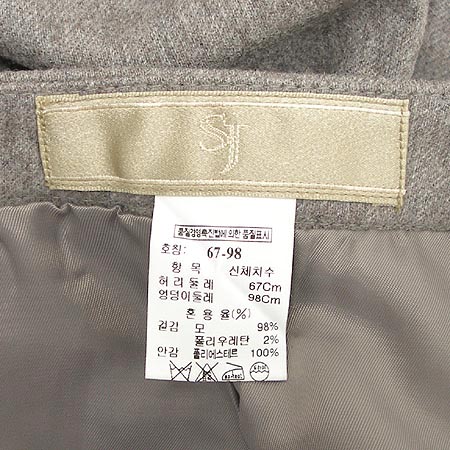 SJ
품질경영촉진법에 의한 품질표시
호칭: 67-98
항 목 신체치수
허리둘레 67Cm
엉덩이둘레 98Cm
혼 용 율(%)
겉감 모 98%
폴리우레탄 2%
안감 폴리에스테르 100%